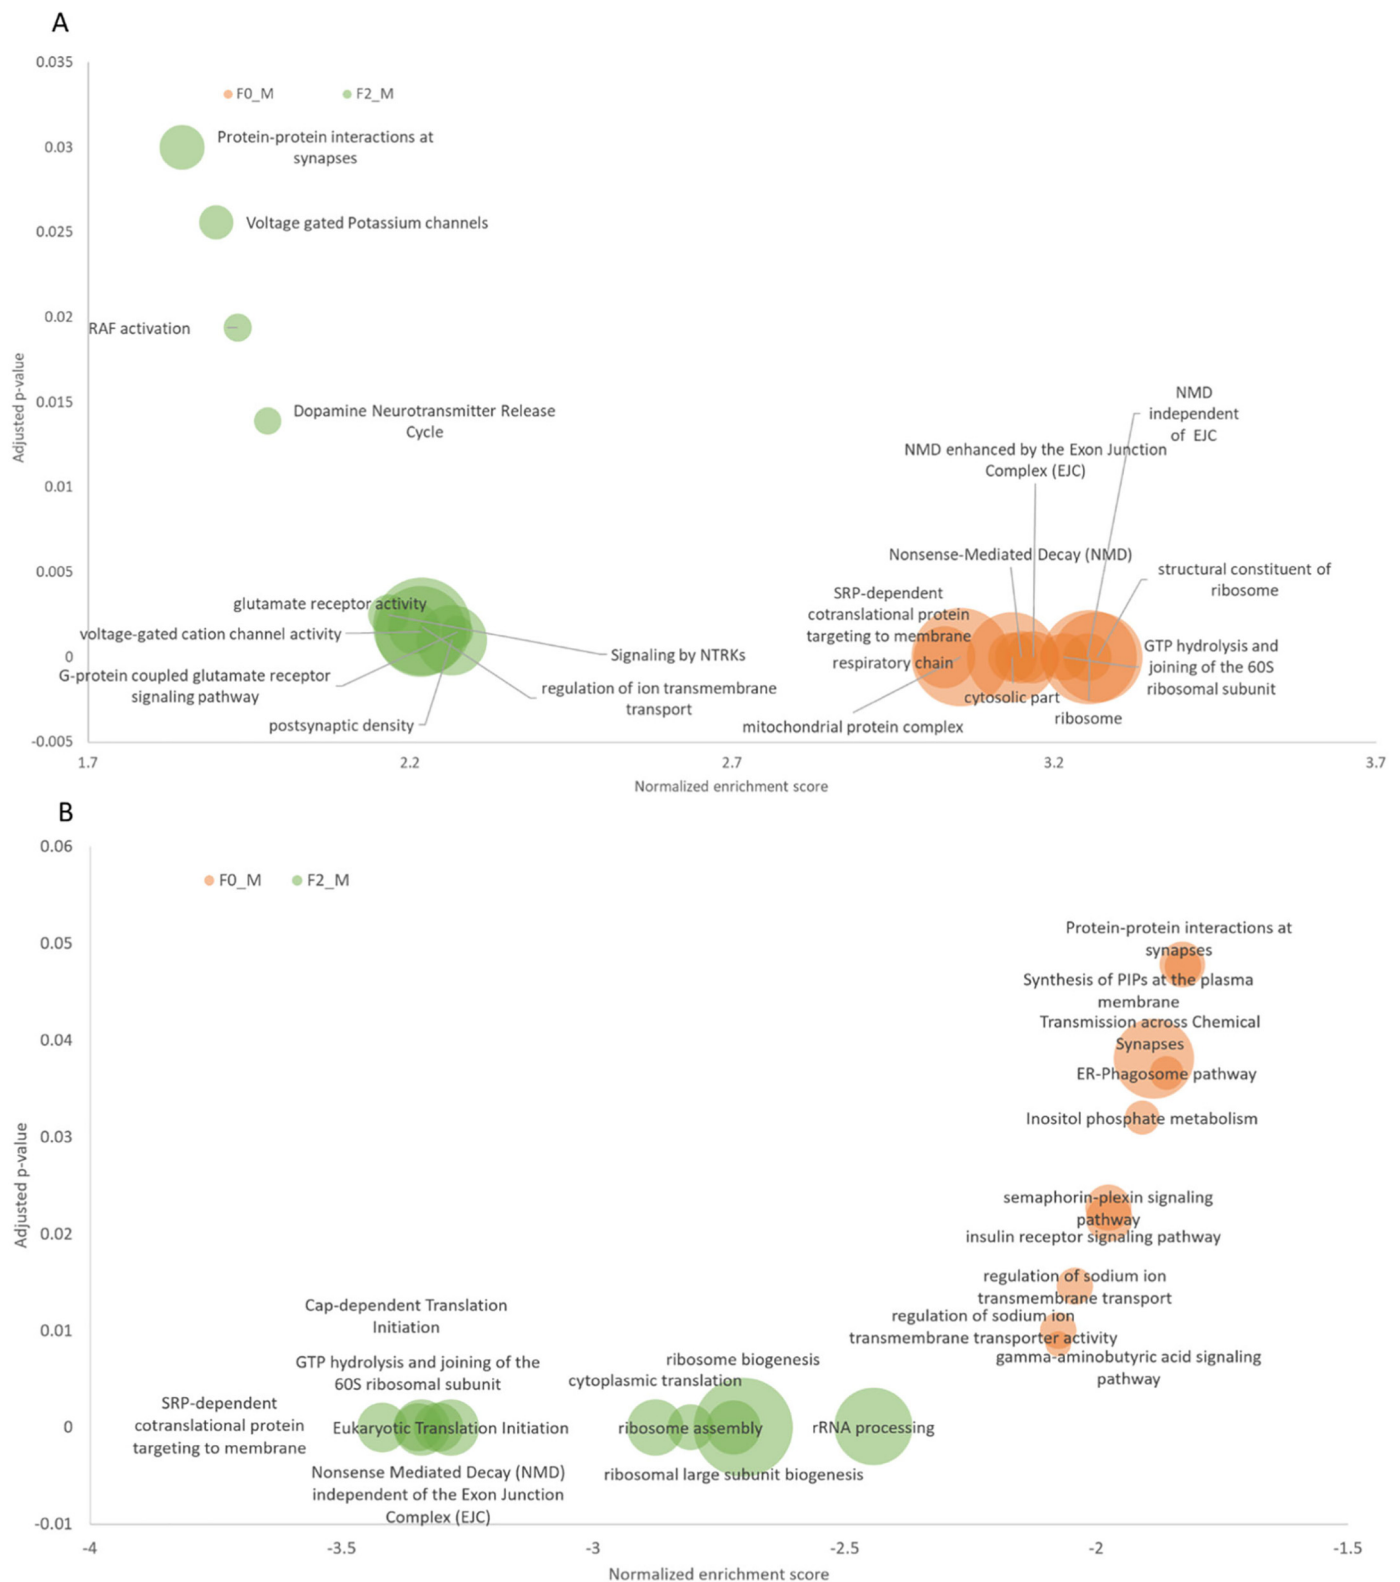 A
0.035
F0_M
F2_M
Protein-protein interactions at
synapses
0.03
Voltage gated Potassium channels
0.025
0.02
RAF activation
Adjusted p-value
0.015
Dopamine Neurotransmitter Release
Cycle
NMD
independent
of EJC
NMD enhanced by the Exon Junction
Complex (EJC)
0.01
Nonsense-Mediated Decay (NMD)
0.005
structural constituent of
ribosome
SRP-dependent
cotranslational protein
targeting to membrane
glutamate receptor activity
voltage-gated cation channel activity
0
Signaling by NTRKs
respiratory chain
GTP hydrolysis and
joining of the 60S
ribosomal subunit
G-protein coupled glutamate receptor
signaling pathway
regulation of ion transmembrane
transport
cytosolic part
postsynaptic density
mitochondrial protein complex
ribosome
-0.005
1.7
2.2
2.7
3.2
3.7
Normalized enrichment score
B
0.06
F0_M
F2_M
Protein-protein interactions at
synapses
0.05
Synthesis of PIPs at the plasma
membrane
Transmission across Chemical
Synapses
0.04
ER-Phagosome pathway
Inositol phosphate metabolism
0.03
Adjusted p-value
semaphorin-plexin signaling
pathway
0.02
insulin receptor signaling pathway
regulation of sodium ion
transmembrane transport
Cap-dependent Translation
Initiation
0.01
regulation of sodium ion
transmembrane transporter activity
gamma-aminobutyric acid signaling
pathway
GTP hydrolysis and joining of the
60S ribosomal subunit
ribosome biogenesis
cytoplasmic translation
SRP-dependent
cotranslational protein
targeting to membrane
0
Eukaryotic Translation Initiation
ribosome assembly
rRNA processing
Nonsense Mediated Decay (NMD)
independent of the Exon Junction
Complex (EJC)
ribosomal large subunit biogenesis
-0.01
-4
-3.5
-3
-2.5
-2
-1.5
Normalized enrichment score